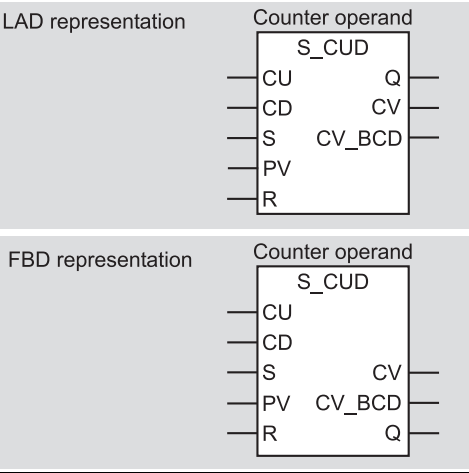 LAD representation
Counter operand
S_CUD
CU Q
CD CV
S CV_BCD
PV
R
FBD representation
Counter operand
S_CUD
CU
CD
S CV
PV CV_BCD
R Q